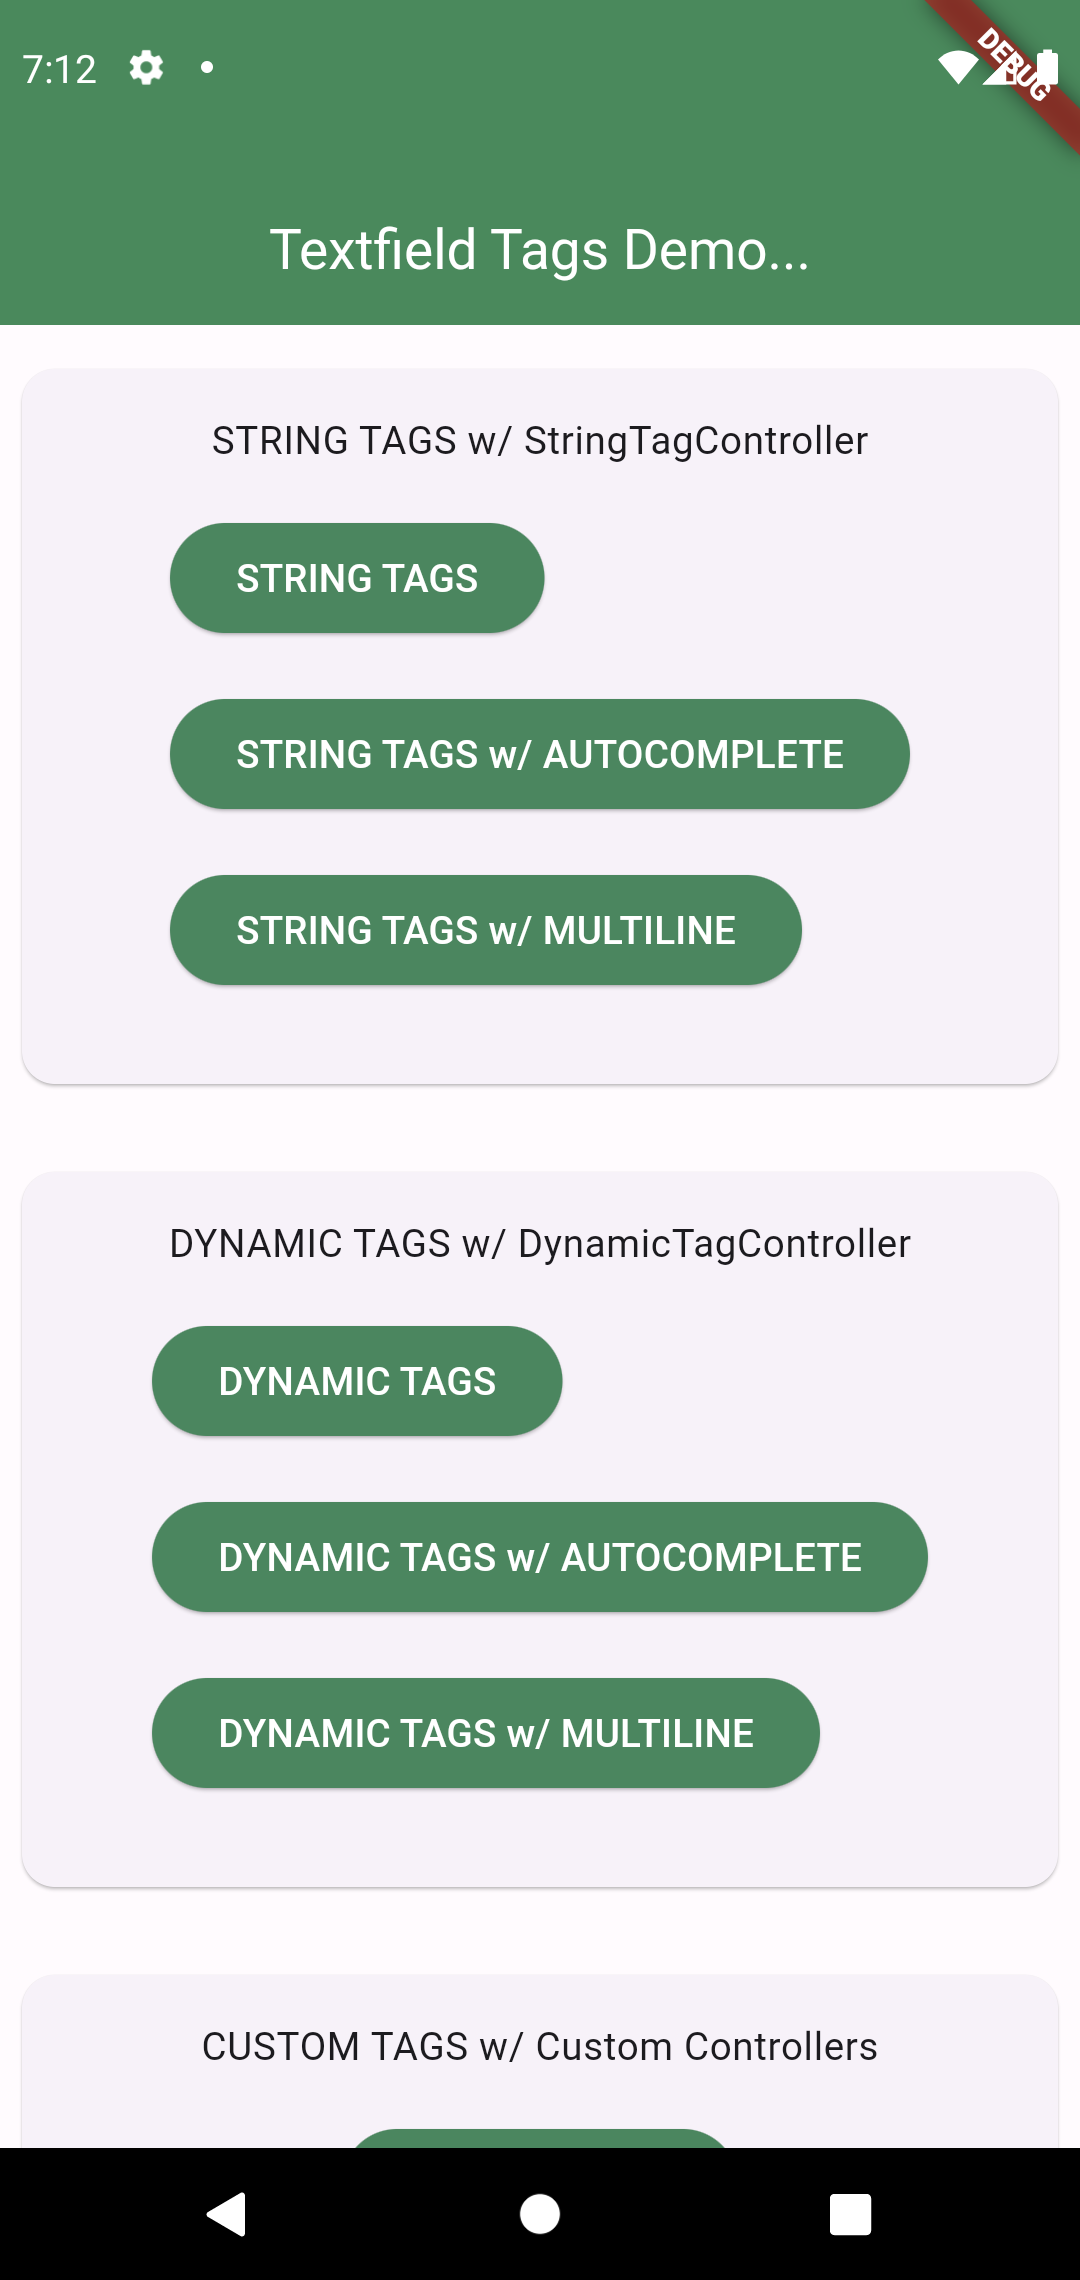 7:12
DEBUG
Textfield Tags Demo...
STRING TAGS w/ StringTagController
STRING TAGS
STRING TAGS w/ AUTOCOMPLETE
STRING TAGS w/ MULTILINE
DYNAMIC TAGS w/ DynamicTagController
DYNAMIC TAGS
DYNAMIC TAGS w/ AUTOCOMPLETE
DYNAMIC TAGS w/ MULTILINE
CUSTOM TAGS w/ Custom Controllers